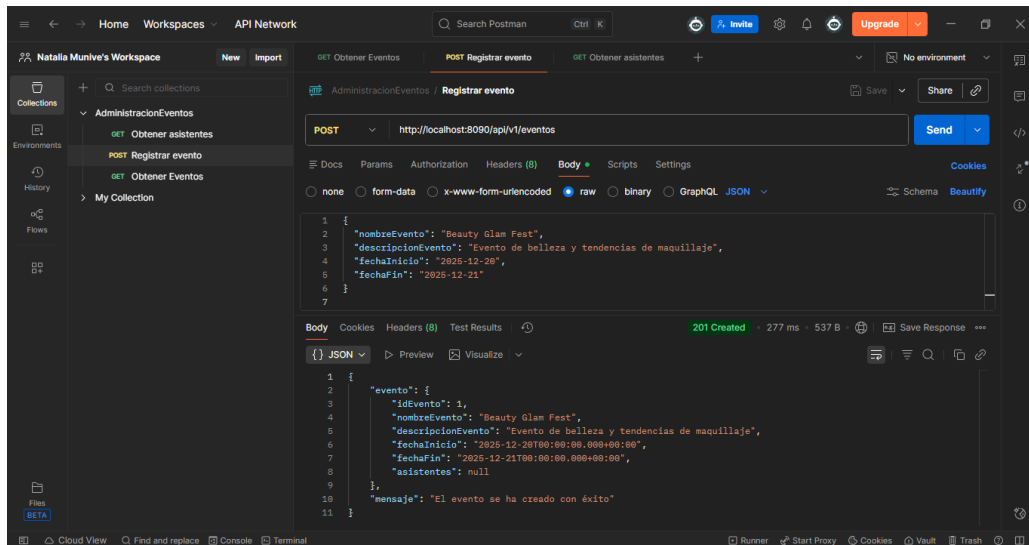 Home Workspaces API Network Search Postman Ctrl K Invite Upgrade
Natalia Munive's Workspace New Import GET Obtener Eventos POST Registrar evento GET Obtener asistentes No environment
Collections
Search collections
AdministracionEventos / Registrar evento Save Share
AdministracionEventos
GET Obtener asistentes
POST Registrar evento
GET Obtener Eventos
My Collection
Environments
History
Flows
Files
BETA
POST http://localhost:8090/api/v1/eventos Send
Docs Params Authorization Headers (8) Body Scripts Settings Cookies
none form-data x-www-form-urlencoded raw binary GraphQL JSON Schema Beautify
1 {
2 "nombreEvento": "Beauty Glam Fest",
3 "descripcionEvento": "Evento de belleza y tendencias de maquillaje",
4 "fechaInicio": "2025-12-20",
5 "fechaFin": "2025-12-21"
6 }
7
Body Cookies Headers (8) Test Results 201 Created 277 ms 537 B Save Response
{} JSON Preview Visualize
1 {
2 "evento": {
3 "idEvento": 1,
4 "nombreEvento": "Beauty Glam Fest",
5 "descripcionEvento": "Evento de belleza y tendencias de maquillaje",
6 "fechaInicio": "2025-12-20T00:00:00.000+00:00",
7 "fechaFin": "2025-12-21T00:00:00.000+00:00",
8 "asistentes": null
9 },
10 "mensaje": "El evento se ha creado con éxito"
11 }
Cloud View Find and replace Console Terminal Runner Start Proxy Cookies Vault Trash